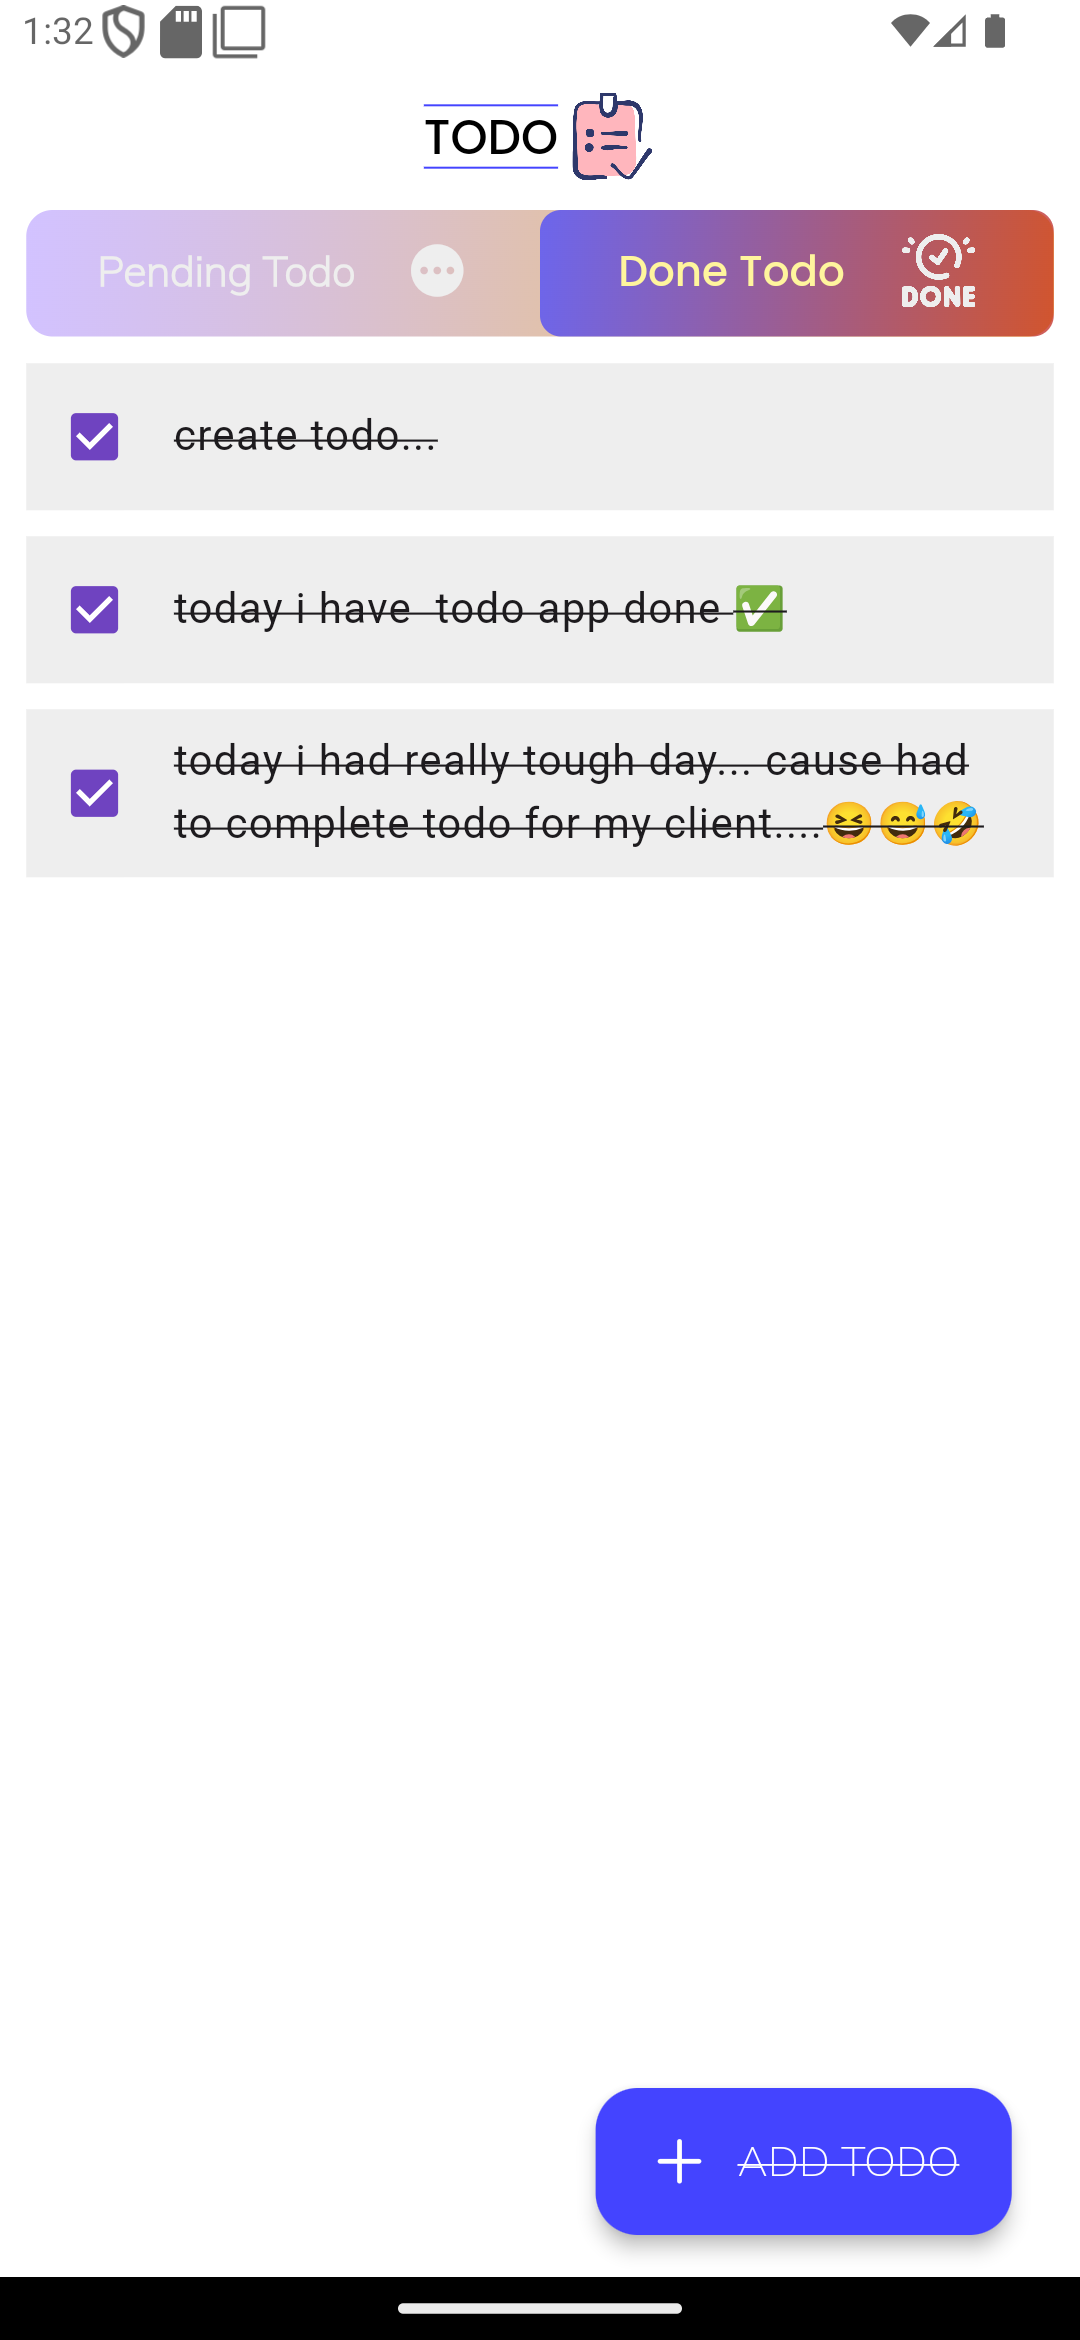 1:32
TODO
Pending Todo
Done Todo
DONE
create todo...
today i have  todo app done ✅
today i had really tough day... cause had
to complete todo for my client....😆😅🤣
ADD TODO